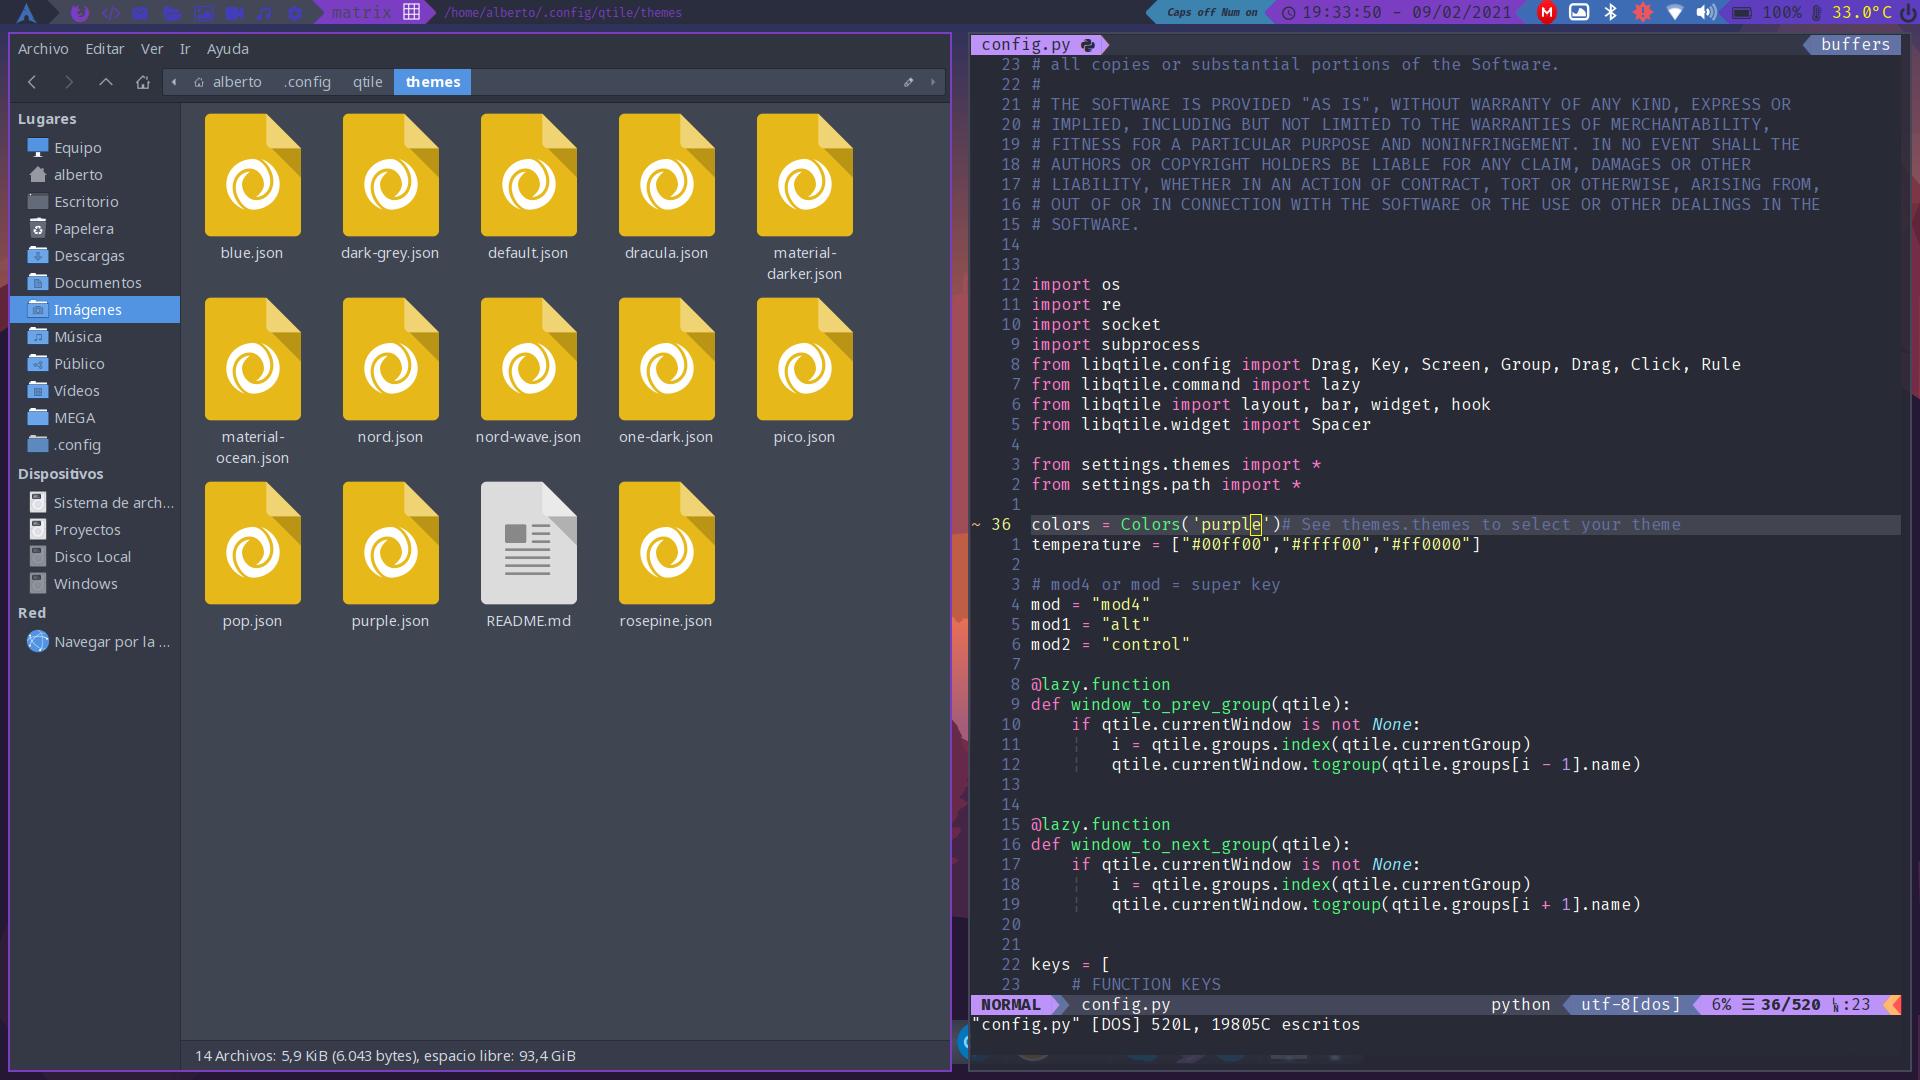 matrix
/home/alberto/.config/qtile/themes
Caps off Num on
19:33:50 - 09/02/2021
M
100%
33.0°C
Archivo Editar Ver Ir Ayuda
alberto .config qtile themes
Lugares
Equipo
alberto
Escritorio
Papelera
Descargas
Documentos
Imágenes
Música
Público
Vídeos
MEGA
.config
Dispositivos
Sistema de arch...
Proyectos
Disco Local
Windows
Red
Navegar por la ...
blue.json
dark-grey.json
default.json
dracula.json
material-
darker.json
material-
ocean.json
nord.json
nord-wave.json
one-dark.json
pico.json
pop.json
purple.json
README.md
rosepine.json
14 Archivos: 5,9 KiB (6.043 bytes), espacio libre: 93,4 GiB
config.py
buffers
23 # all copies or substantial portions of the Software.
22 #
21 # THE SOFTWARE IS PROVIDED "AS IS", WITHOUT WARRANTY OF ANY KIND, EXPRESS OR
20 # IMPLIED, INCLUDING BUT NOT LIMITED TO THE WARRANTIES OF MERCHANTABILITY,
19 # FITNESS FOR A PARTICULAR PURPOSE AND NONINFRINGEMENT. IN NO EVENT SHALL THE
18 # AUTHORS OR COPYRIGHT HOLDERS BE LIABLE FOR ANY CLAIM, DAMAGES OR OTHER
17 # LIABILITY, WHETHER IN AN ACTION OF CONTRACT, TORT OR OTHERWISE, ARISING FROM,
16 # OUT OF OR IN CONNECTION WITH THE SOFTWARE OR THE USE OR OTHER DEALINGS IN THE
15 # SOFTWARE.
14
13
12 import os
11 import re
10 import socket
9 import subprocess
8 from libqtile.config import Drag, Key, Screen, Group, Drag, Click, Rule
7 from libqtile.command import lazy
6 from libqtile import layout, bar, widget, hook
5 from libqtile.widget import Spacer
4
3 from settings.themes import *
2 from settings.path import *
1
~ 36 colors = Colors('purple')# See themes.themes to select your theme
1 temperature = ["#00ff00","#ffff00","#ff0000"]
2
3 # mod4 or mod = super key
4 mod = "mod4"
5 mod1 = "alt"
6 mod2 = "control"
7
8 @lazy.function
9 def window_to_prev_group(qtile):
10 if qtile.currentWindow is not None:
11 i = qtile.groups.index(qtile.currentGroup)
12 qtile.currentWindow.togroup(qtile.groups[i - 1].name)
13
14
15 @lazy.function
16 def window_to_next_group(qtile):
17 if qtile.currentWindow is not None:
18 i = qtile.groups.index(qtile.currentGroup)
19 qtile.currentWindow.togroup(qtile.groups[i + 1].name)
20
21
22 keys = [
23 # FUNCTION KEYS
NORMAL config.py python utf-8[dos] 6% ☰ 36/520 :23
"config.py" [DOS] 520L, 19805C escritos